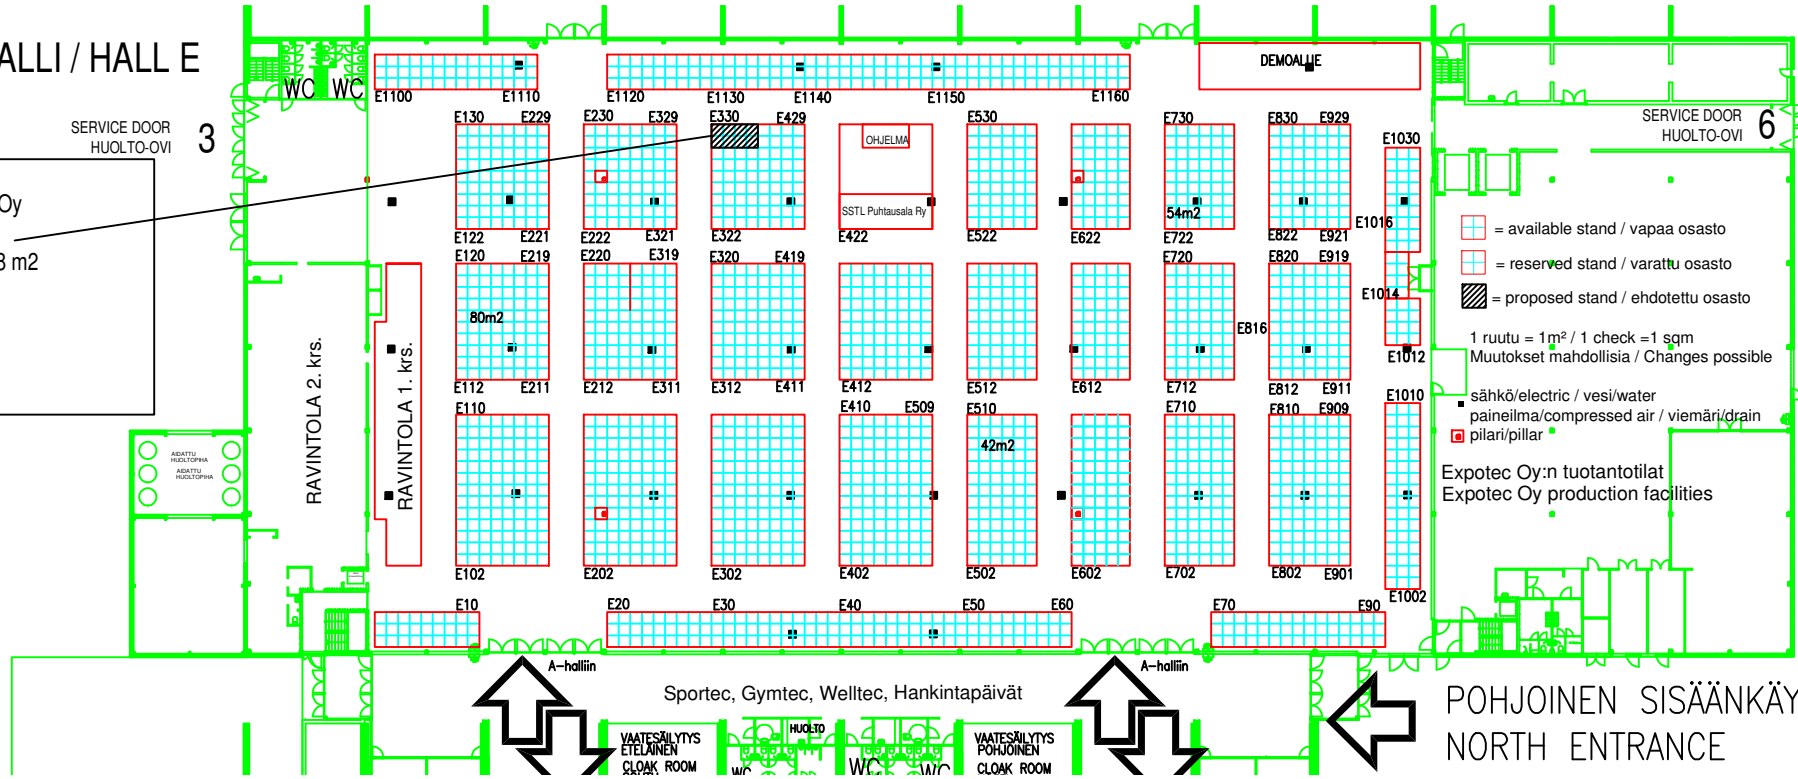 ALLI / HALL E
SERVICE DOOR
HUOLTO-OVI
3
Oy
m2
WC WC
E1100 E1110 E1120 E1130 E1140 E1150 E1160
DEMOALUE
SERVICE DOOR
HUOLTO-OVI
6
E130 E229 E230 E329 E330 E429 E530 E730 E830 E929
OHJELMA
E1030
SSTL Puhtausala Ry
54m2
E1016
E122 E221 E222 E321 E322 E422 E522 E622 E722 E822 E921
E120 E219 E220 E319 E320 E419 E720 E820 E919
E1014
80m2
E816
E1012
E112 E211 E212 E311 E312 E411 E412 E512 E612 E712 E812 E911
E110 E410 E509 E510 E710 E810 E909
E1010
42m2
RAVINTOLA 2. krs.
RAVINTOLA 1. krs.
AIDATTU
HUOLTOPIHA
AIDATTU
HUOLTOPIHA
E102 E202 E302 E402 E502 E602 E702 E802 E901
E1002
E10 E20 E30 E40 E50 E60 E70 E90
= available stand / vapaa osasto
= reserved stand / varattu osasto
= proposed stand / ehdotettu osasto
1 ruutu = 1m² / 1 check =1 sqm
Muutokset mahdollisia / Changes possible
sähkö/electric / vesi/water
paineilma/compressed air / viemäri/drain
pilari/pillar
Expotec Oy:n tuotantotilat
Expotec Oy production facilities
A-halliin
A-halliin
Sportec, Gymtec, Welltec, Hankintapäivät
VAATESÄILYTYS
ETELÄINEN
CLOAK ROOM
HUOLTO
WC
WC
WC
VAATESÄILYTYS
POHJOINEN
CLOAK ROOM
POHJOINEN SISÄÄNKÄY
NORTH ENTRANCE